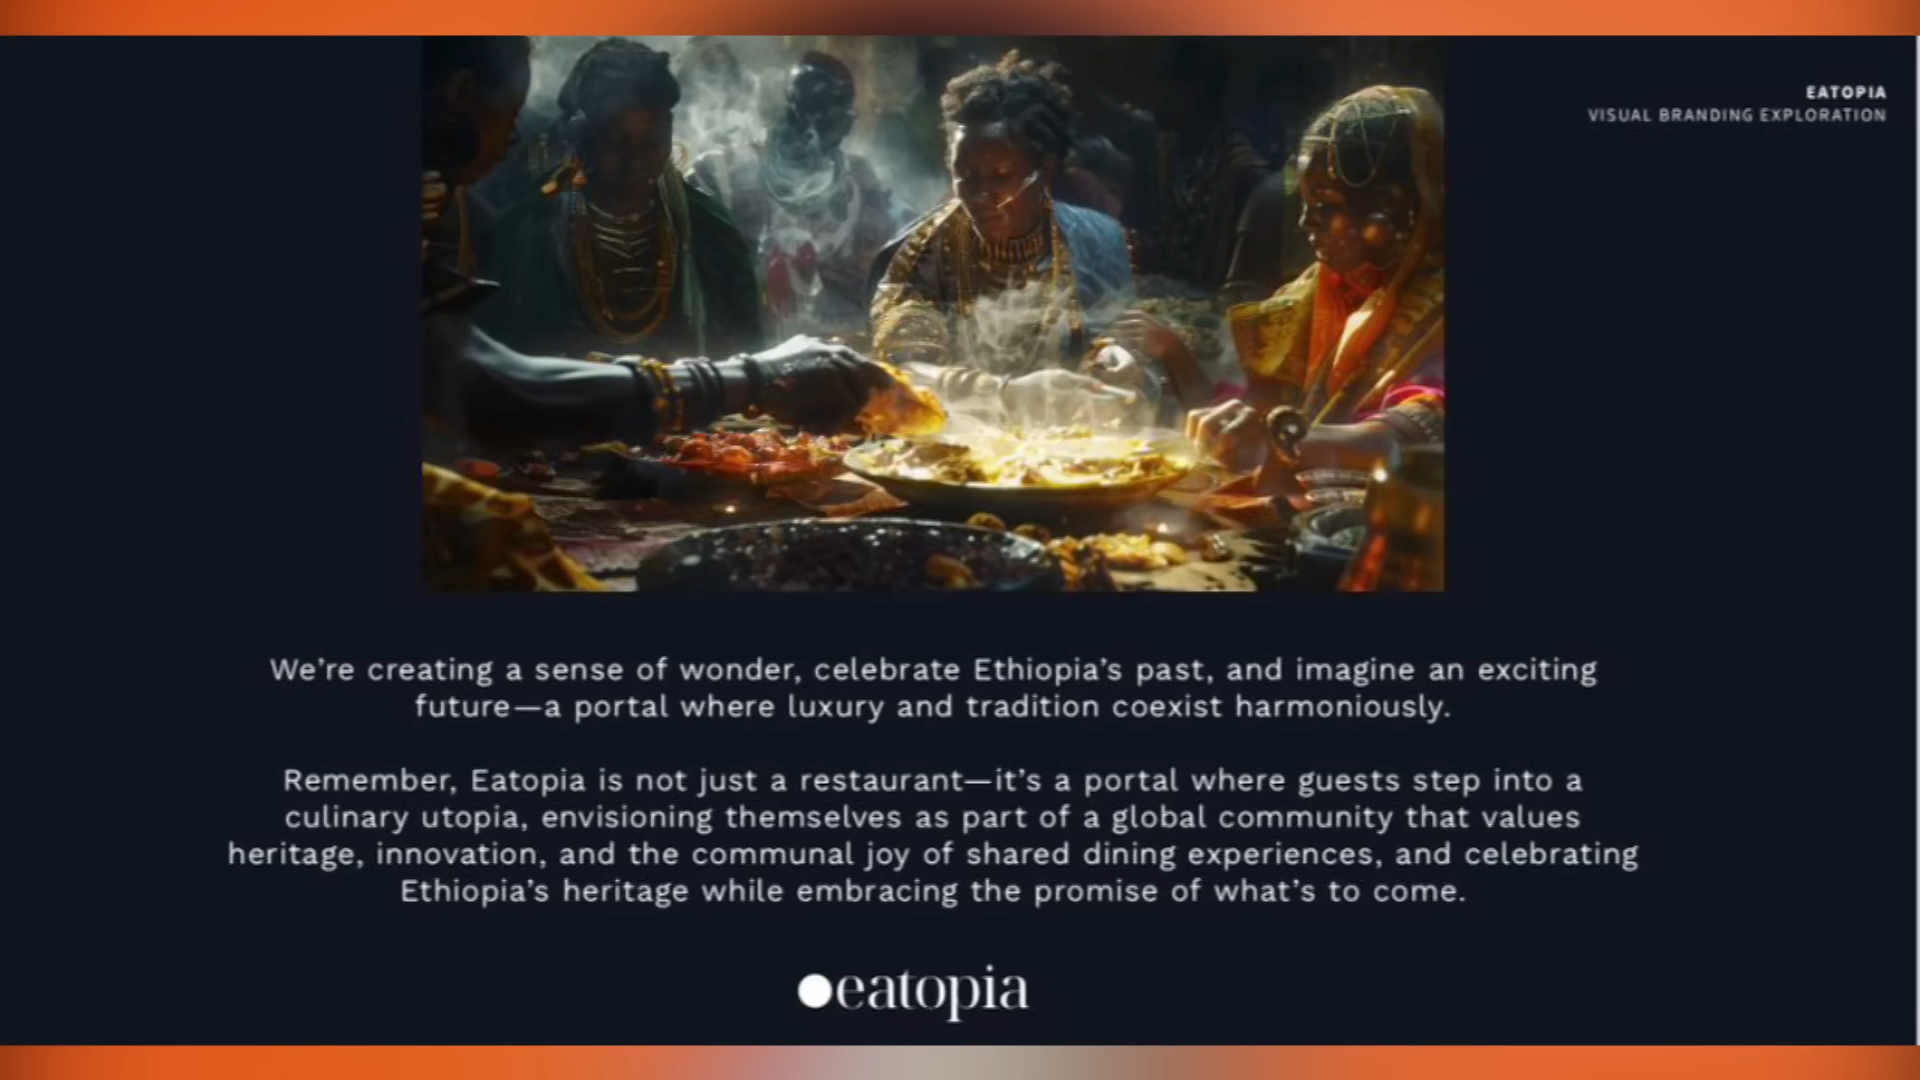 EATOPIA
VISUAL BRANDING EXPLORATION
We're creating a sense of wonder, celebrate Ethiopia's past, and imagine an exciting
future—a portal where luxury and tradition coexist harmoniously.
Remember, Eatopia is not just a restaurant—it's a portal where guests step into a
culinary utopia, envisioning themselves as part of a global community that values
heritage, innovation, and the communal joy of shared dining experiences, and celebrating
Ethiopia's heritage while embracing the promise of what's to come.
eatopia